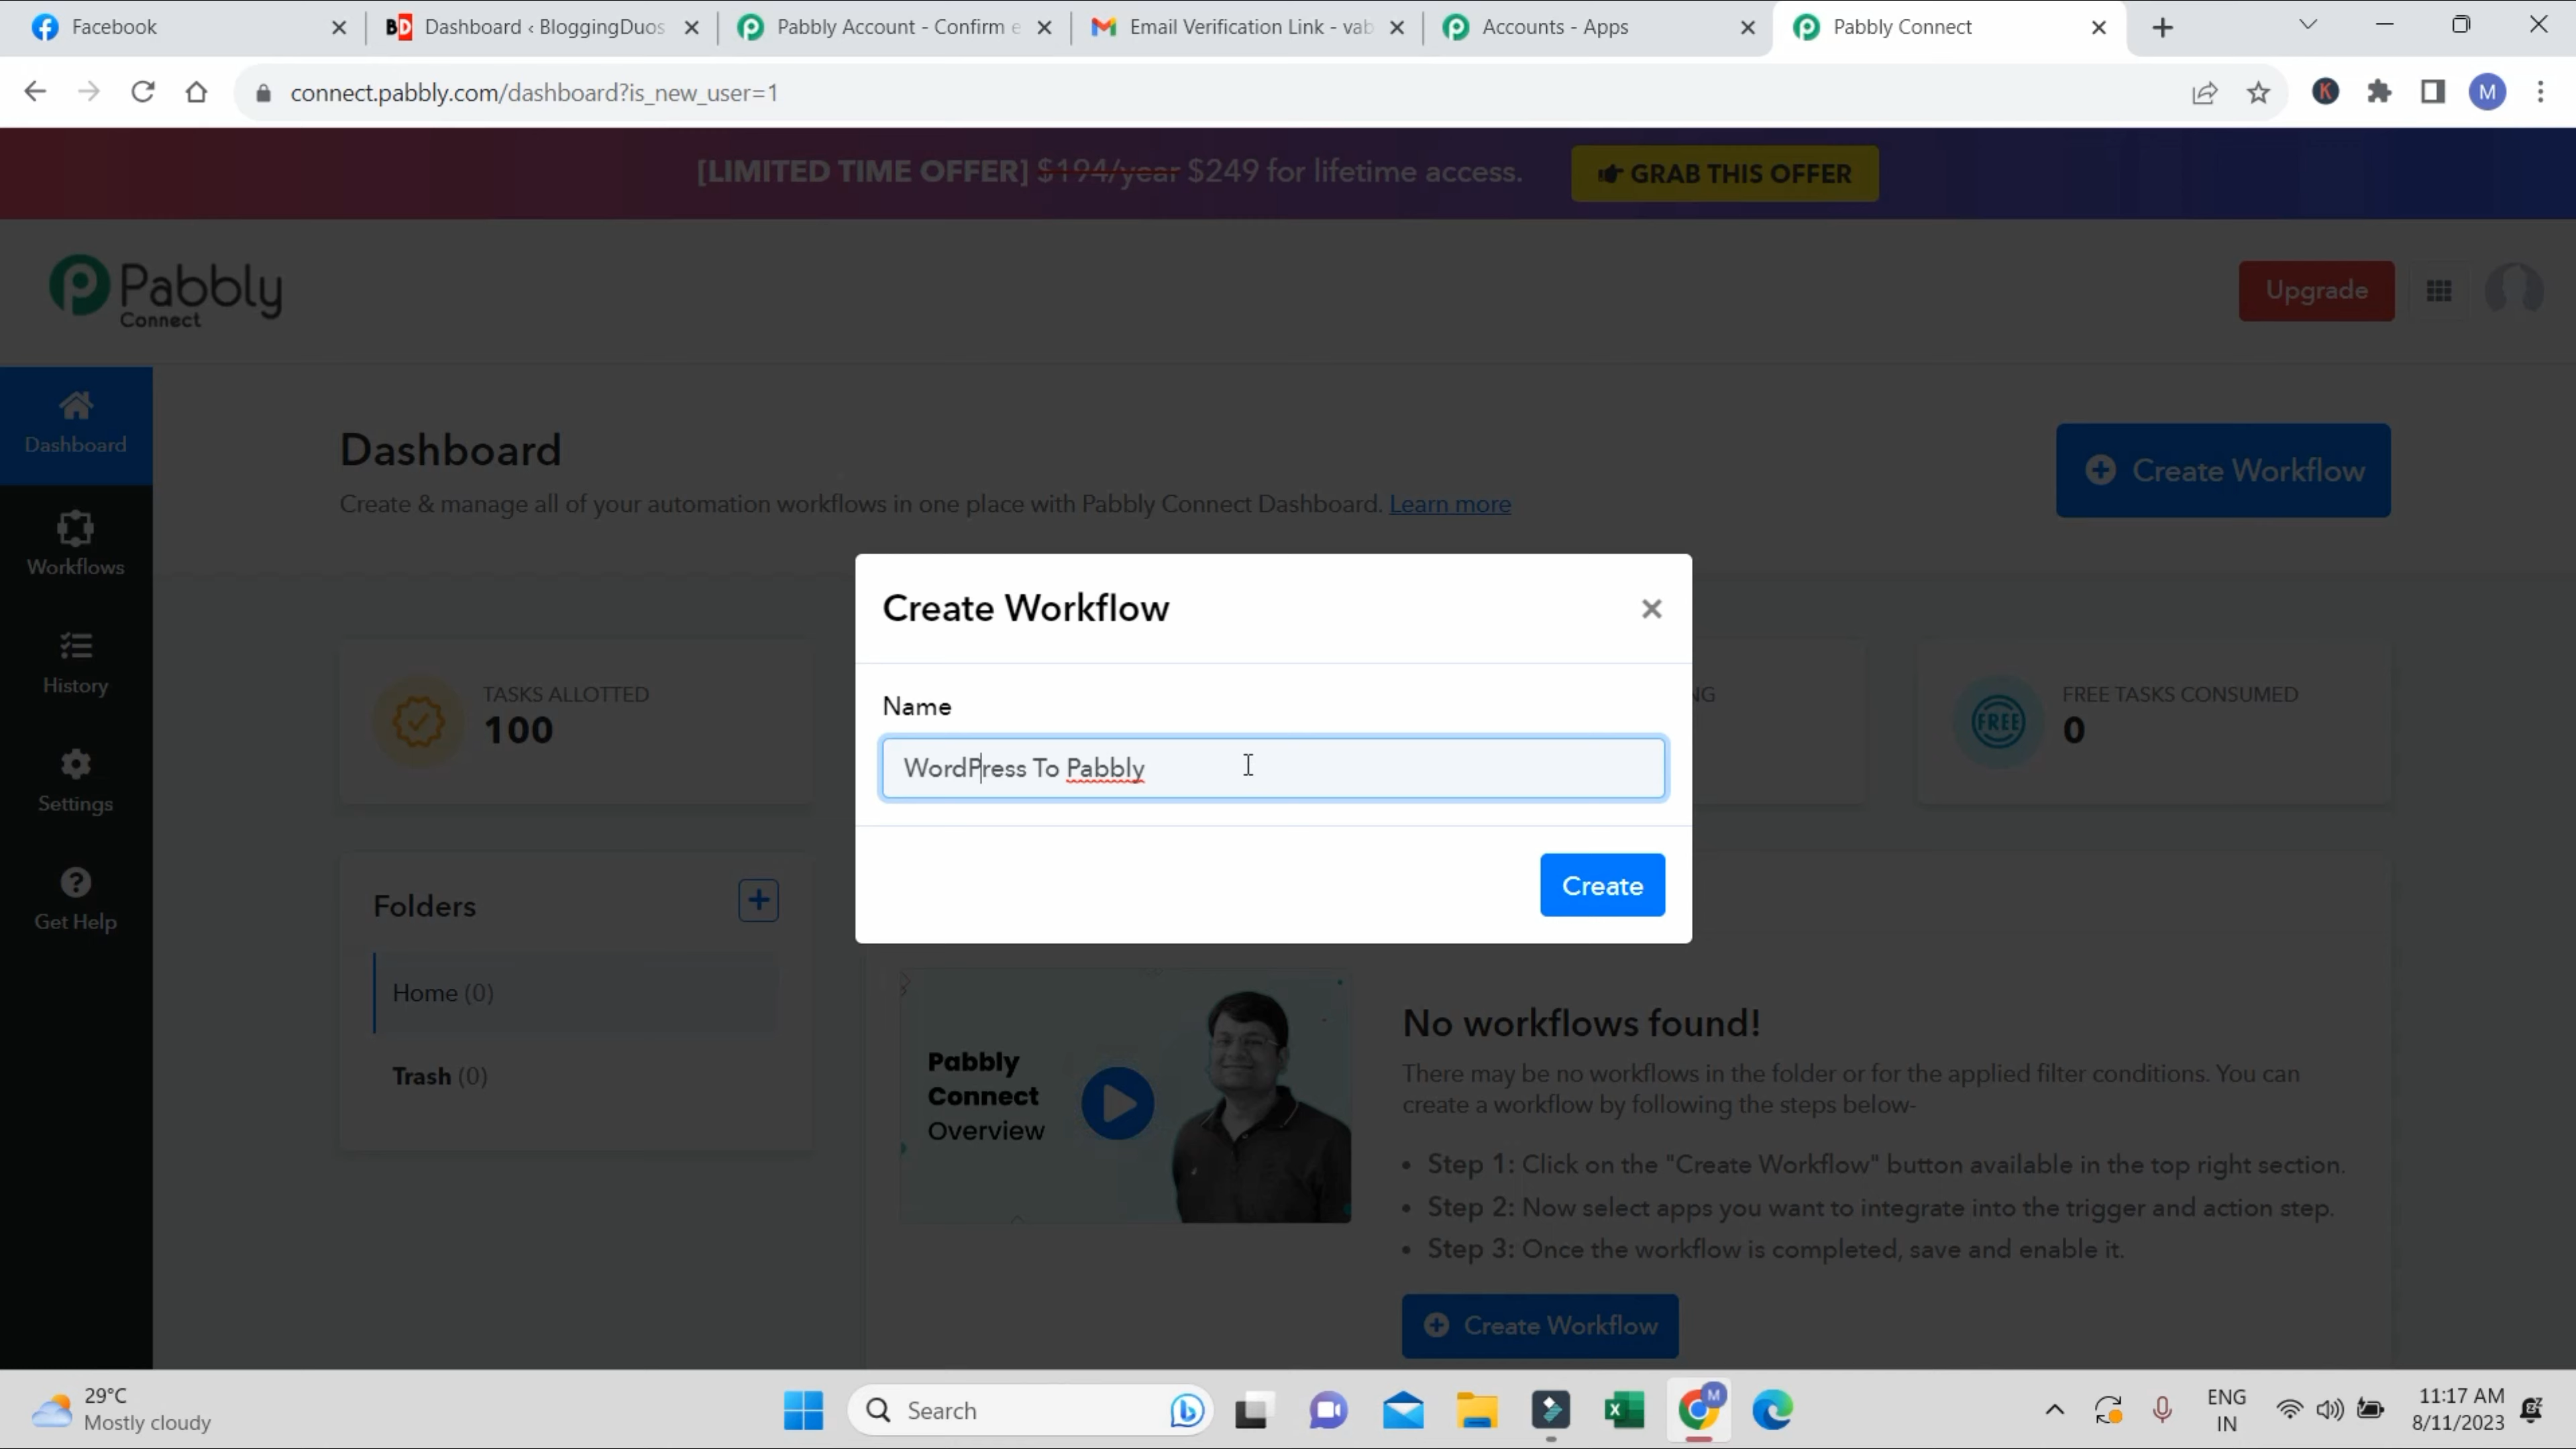 Facebook
Dashboard ‹ BloggingDuos
Pabbly Account - Confirm e
Email Verification Link - vab
Accounts - Apps
Pabbly Connect
connect.pabbly.com/dashboard?is_new_user=1
K
M
[LIMITED TIME OFFER] $194/year $249 for lifetime access.
GRAB THIS OFFER
Pabbly
Connect
Upgrade
Dashboard
Workflows
History
Settings
Get Help
Dashboard
Create & manage all of your automation workflows in one place with Pabbly Connect Dashboard. Learn more
Create Workflow
TASKS ALLOTTED
100
NG
FREE
FREE TASKS CONSUMED
0
Create Workflow
Name
WordPress To Pabbly
Create
Folders
Home (0)
Trash (0)
Pabbly
Connect
Overview
No workflows found!
There may be no workflows in the folder or for the applied filter conditions. You can
create a workflow by following the steps below-
• Step 1: Click on the "Create Workflow" button available in the top right section.
• Step 2: Now select apps you want to integrate into the trigger and action step.
• Step 3: Once the workflow is completed, save and enable it.
Create Workflow
29°C
Mostly cloudy
Search
M
ENG
IN
11:17 AM
8/11/2023